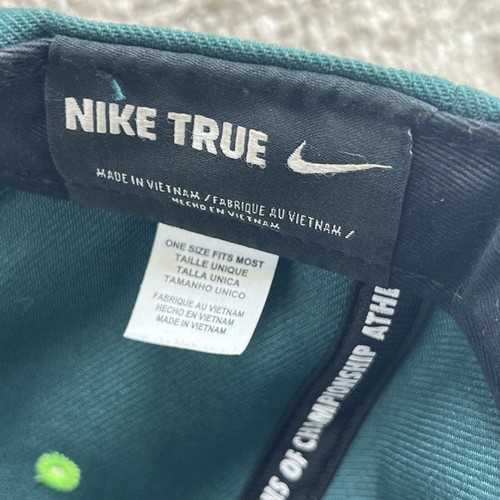 NIKE TRUE
MADE IN VIETNAM / FABRIQUE AU VIETNAM /
HECHO EN VIETNAM
ONE SIZE FITS MOST
TAILLE UNIQUE
TALLA UNICA
TAMANHO UNICO
FABRIQUE AU VIETNAM
HECHO EN VIETNAM
MADE IN VIETNAM
OF CHAMPIONSHIP